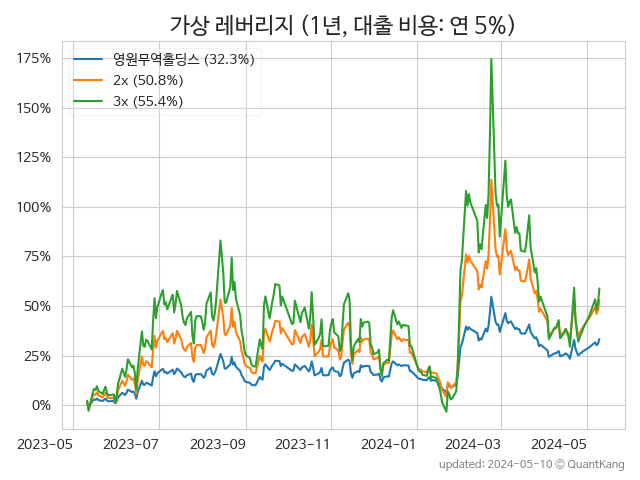 가상 레버리지 (1년, 대출 비용: 연 5%)
영원무역홀딩스 (32.3%)
2x (50.8%)
3x (55.4%)
175%
150%
125%
100%
75%
50%
25%
0%
2023-05 2023-07 2023-09 2023-11 2024-01 2024-03 2024-05
updated: 2024-05-10 © QuantKang